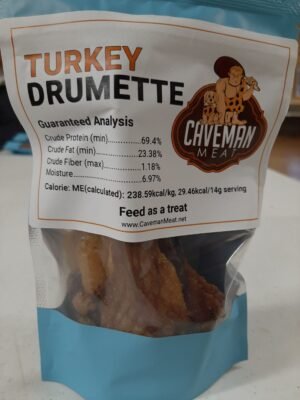 TURKEY
DRUMETTE
Guaranteed Analysis
Crude Protein (min)..............69.4%
Crude Fat (min)...................23.38%
Crude Fiber (max)................1.18%
Moisture............................6.97%
Calorie: ME(calculated): 238.59kcal/kg, 29.46kcal/14g serving
Feed as a treat
www.CavemanMeat.net
CAVEMAN
MEAT